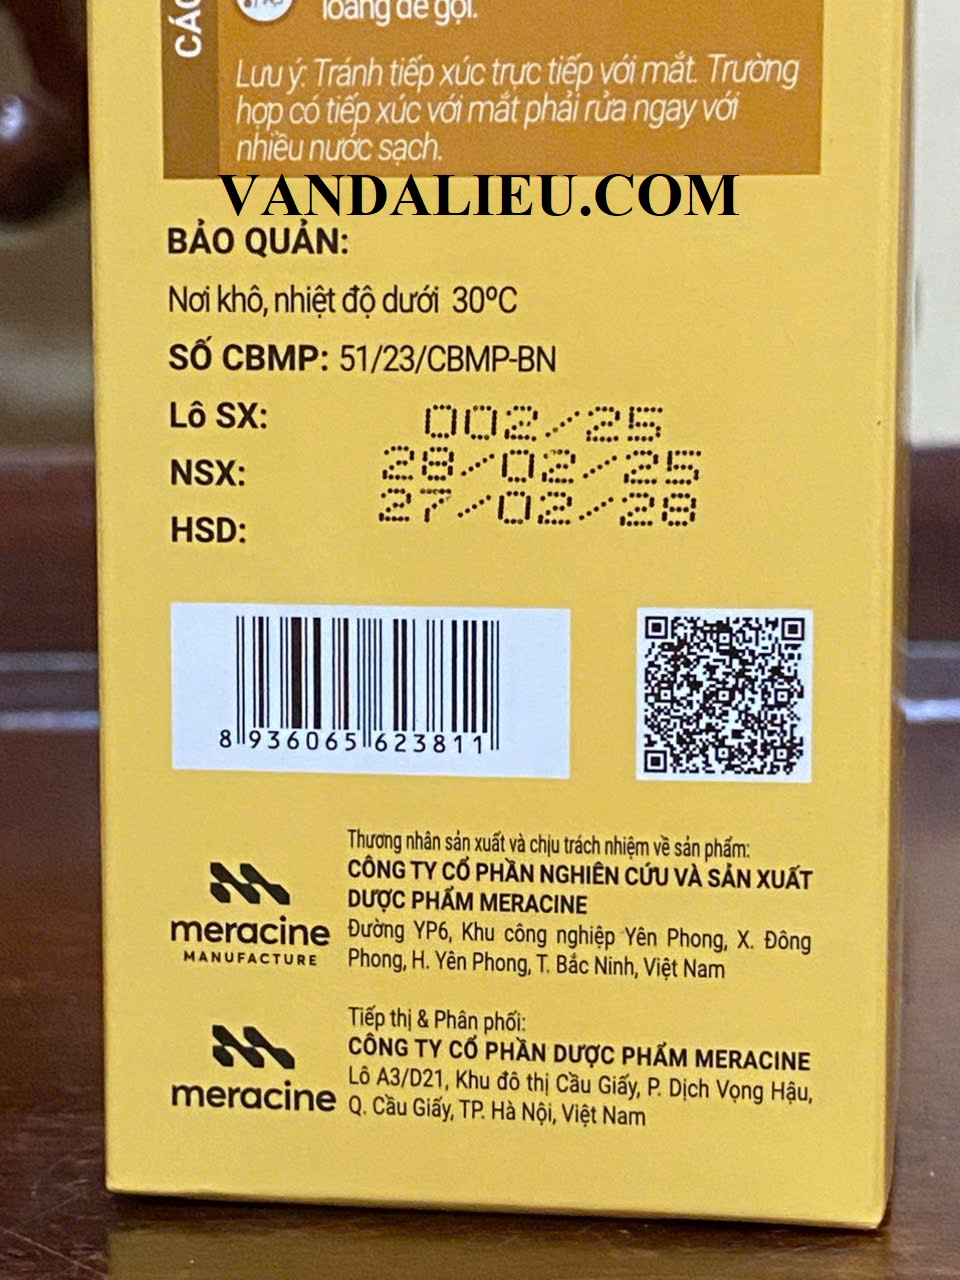 loãng để gội.
CÁC
Lưu ý: Tránh tiếp xúc trực tiếp với mắt. Trường
hợp có tiếp xúc với mắt phải rửa ngay với
nhiều nước sạch.
VANDALIEU.COM
BẢO QUẢN:
Nơi khô, nhiệt độ dưới 30ºC
SỐ CBMP: 51/23/CBMP-BN
Lô SX: 002/25
NSX: 28/02/25
HSD: 27/02/28
8 936065 623811
Thương nhân sản xuất và chịu trách nhiệm về sản phẩm:
CÔNG TY CỔ PHẦN NGHIÊN CỨU VÀ SẢN XUẤT
DƯỢC PHẨM MERACINE
Đường YP6, Khu công nghiệp Yên Phong, X. Đông
Phong, H. Yên Phong, T. Bắc Ninh, Việt Nam
meracine
MANUFACTURE
Tiếp thị & Phân phối:
CÔNG TY CỔ PHẦN DƯỢC PHẨM MERACINE
Lô A3/D21, Khu đô thị Cầu Giấy, P. Dịch Vọng Hậu,
Q. Cầu Giấy, TP. Hà Nội, Việt Nam
meracine